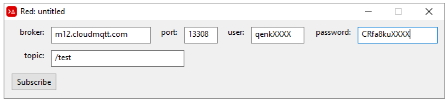 Red: untitled
broker: m12.cloudmqtt.com port: 13308 user: qenkXXXX password: CRfa8kuXXXX
topic: /test
Subscribe